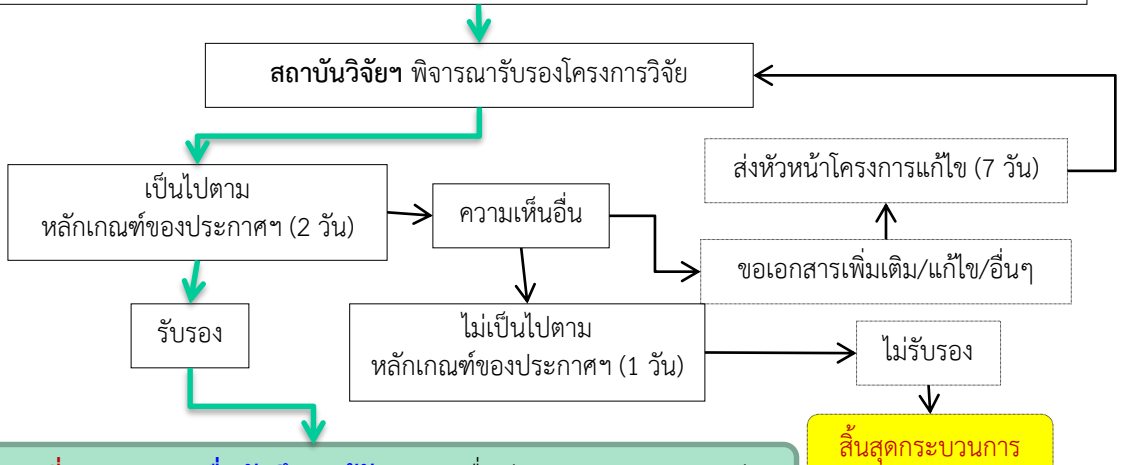 สถาบันวิจัยฯ พิจารณารับรองโครงการวิจัย
ส่งหัวหน้าโครงการแก้ไข (7 วัน)
เป็นไปตาม
หลักเกณฑ์ของประกาศฯ (2 วัน)
ความเห็นอื่น
ขอเอกสารเพิ่มเติม/แก้ไข/อื่นๆ
รับรอง
ไม่เป็นไปตาม
หลักเกณฑ์ของประกาศฯ (1 วัน)
ไม่รับรอง
สิ้นสุดกระบวนการ